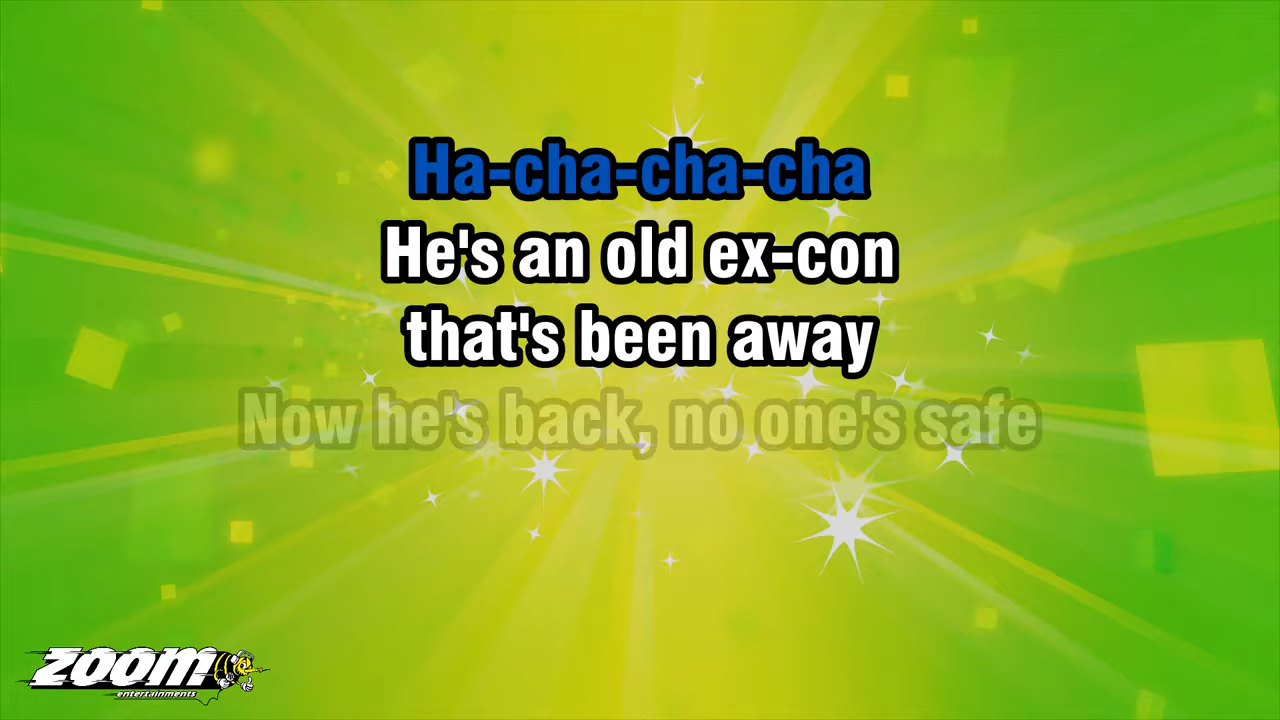 Ha-cha-cha-cha
He's an old ex-con
that's been away
Now he's back, no one's safe
zoom
entertainments